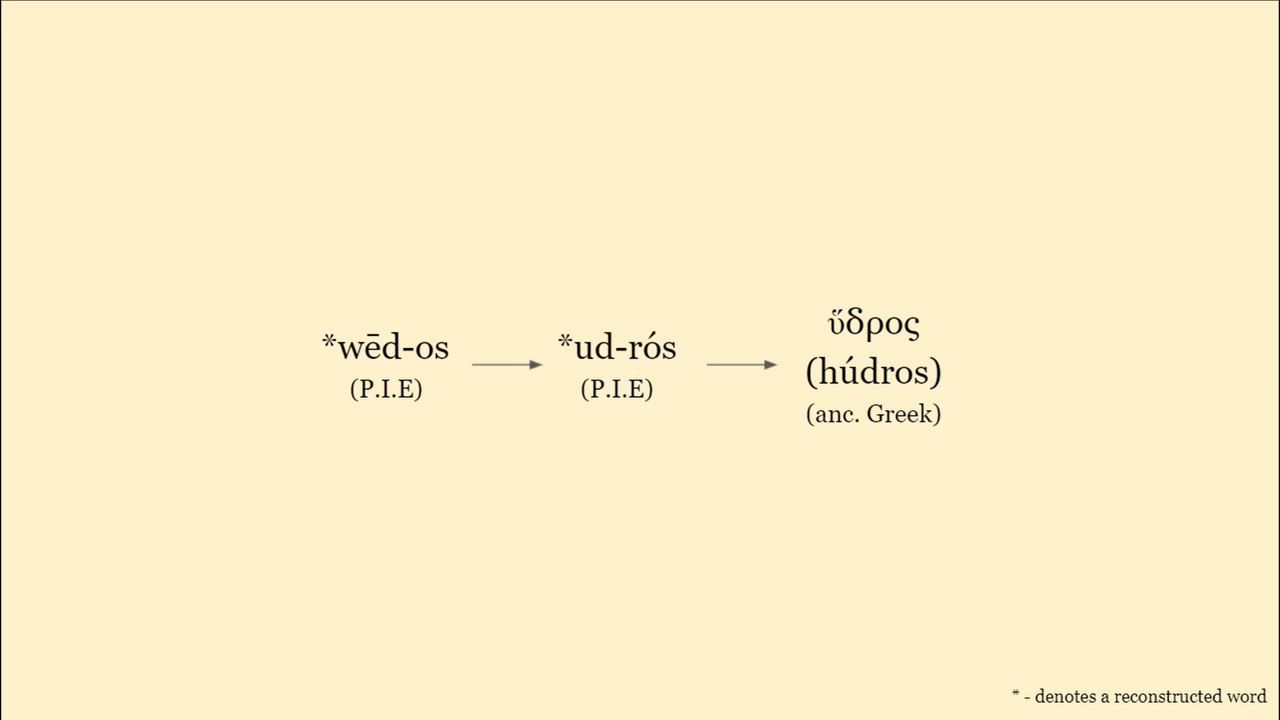 *wēd-os
(P.I.E)
*ud-rós
(P.I.E)
ὕδρος
(húdros)
(anc. Greek)
* - denotes a reconstructed word